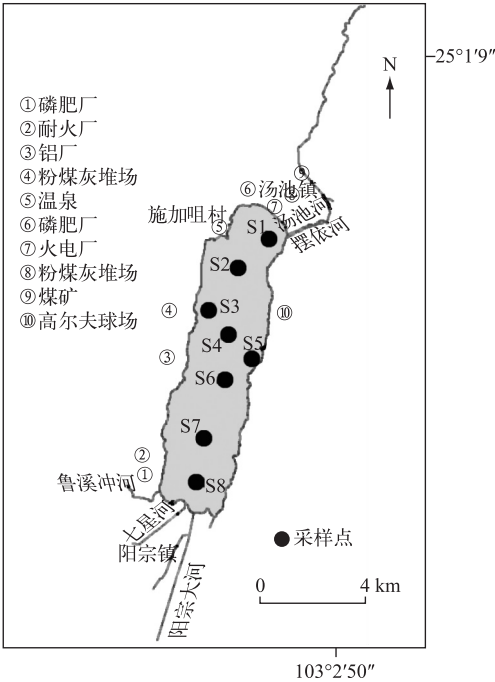 25°1′9″
N
①磷肥厂
②耐火厂
③铝厂
④粉煤灰堆场
⑤温泉
⑥磷肥厂
⑦火电厂
⑧粉煤灰堆场
⑨煤矿
⑩高尔夫球场
⑨
⑧
⑥汤池镇
⑦
汤池河
摆依河
施加咀村
⑤
S1
S2
④
S3
⑩
S4
S5
③
S6
S7
②
①
S8
鲁溪冲河
七星河
阳宗镇
阳宗大河
采样点
0 4 km
103°2′50″